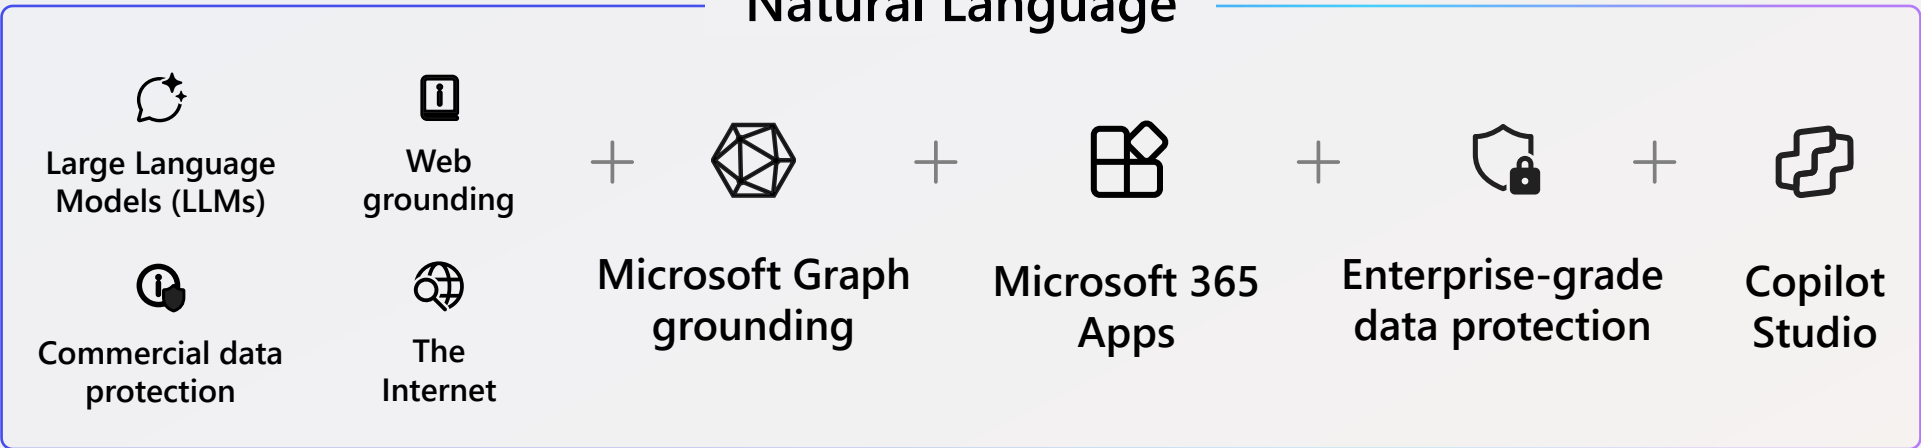 Natural Language
Large Language
Models (LLMs)
Web
grounding
Commercial data
protection
The
Internet
Microsoft Graph
grounding
Microsoft 365
Apps
Enterprise-grade
data protection
Copilot
Studio